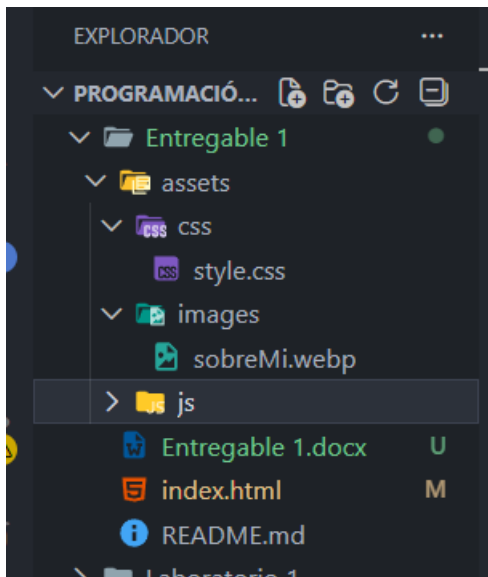 EXPLORADOR ...
PROGRAMACIÓ...
Entregable 1
assets
css
style.css
images
sobreMi.webp
js
Entregable 1.docx U
index.html M
README.md